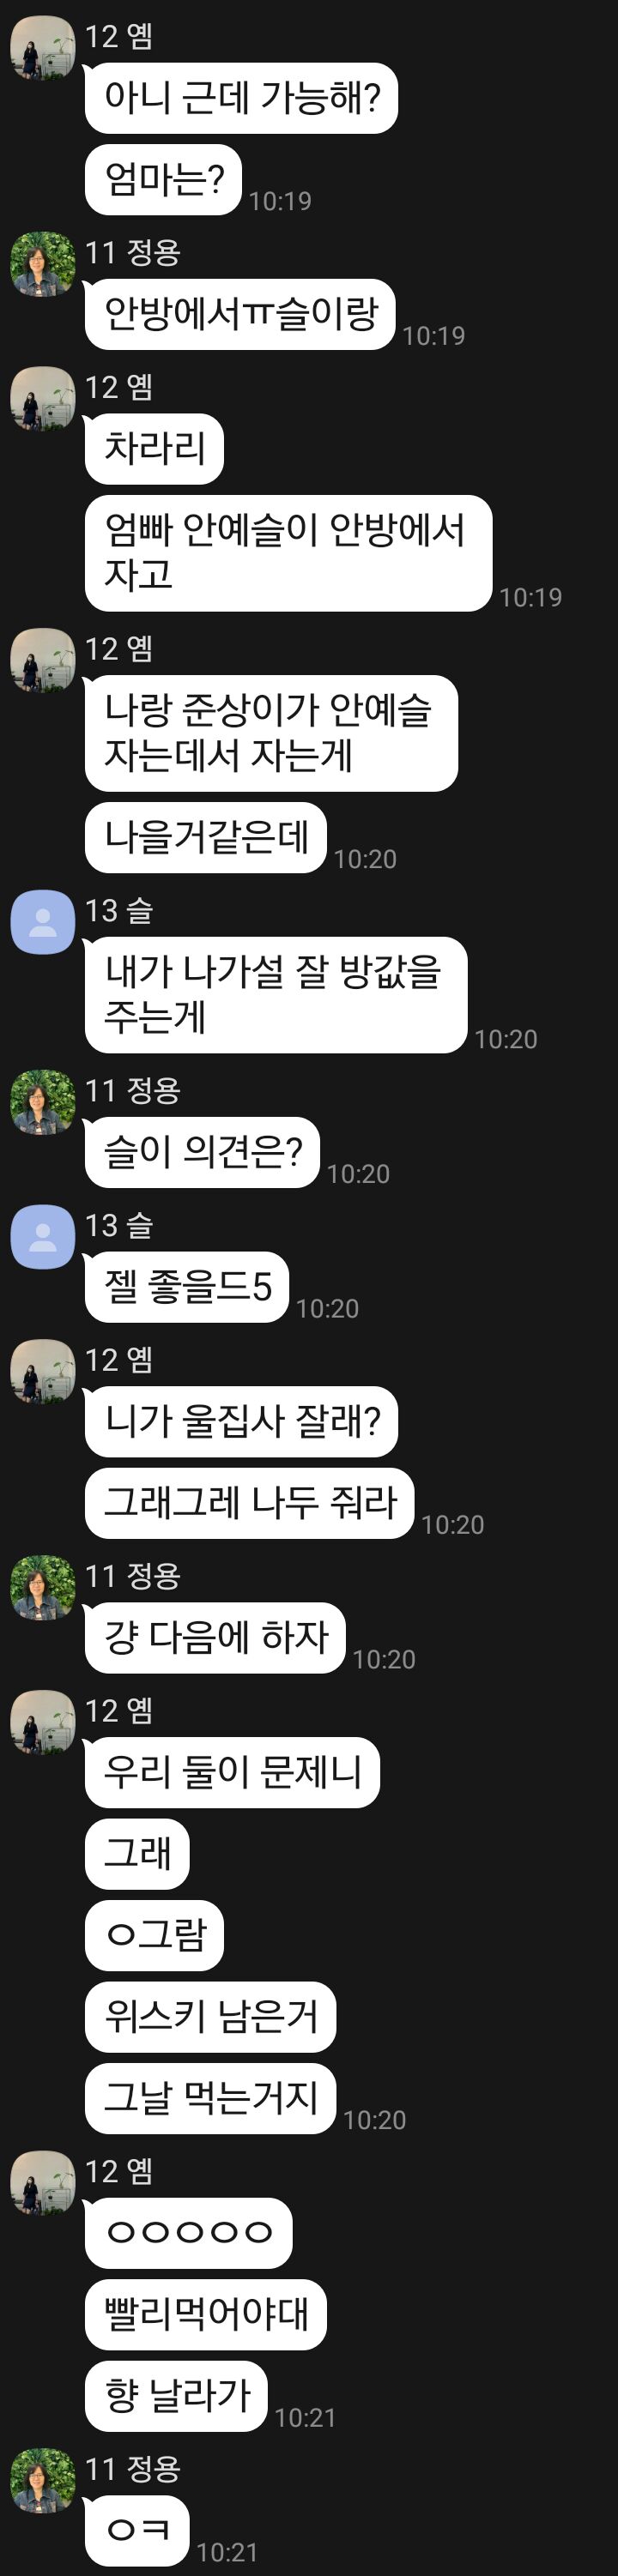 12 옘
아니 근데 가능해?
엄마는?
10:19
11 정용
안방에서ㅠ슬이랑
10:19
12 옘
차라리
엄빠 안예슬이 안방에서
자고
10:19
12 옘
나랑 준상이가 안예슬
자는데서 자는게
나을거같은데
10:20
13 슬
내가 나가설 잘 방값을
주는게
10:20
11 정용
슬이 의견은?
10:20
13 슬
젤 좋을드5
10:20
12 옘
니가 울집사 잘래?
그래그레 나두 줘라
10:20
11 정용
걍 다음에 하자
10:20
12 옘
우리 둘이 문제니
그래
ㅇ그람
위스키 남은거
그날 먹는거지
10:20
12 옘
ㅇㅇㅇㅇㅇ
빨리먹어야대
향 날라가
10:21
11 정용
ㅇㅋ
10:21